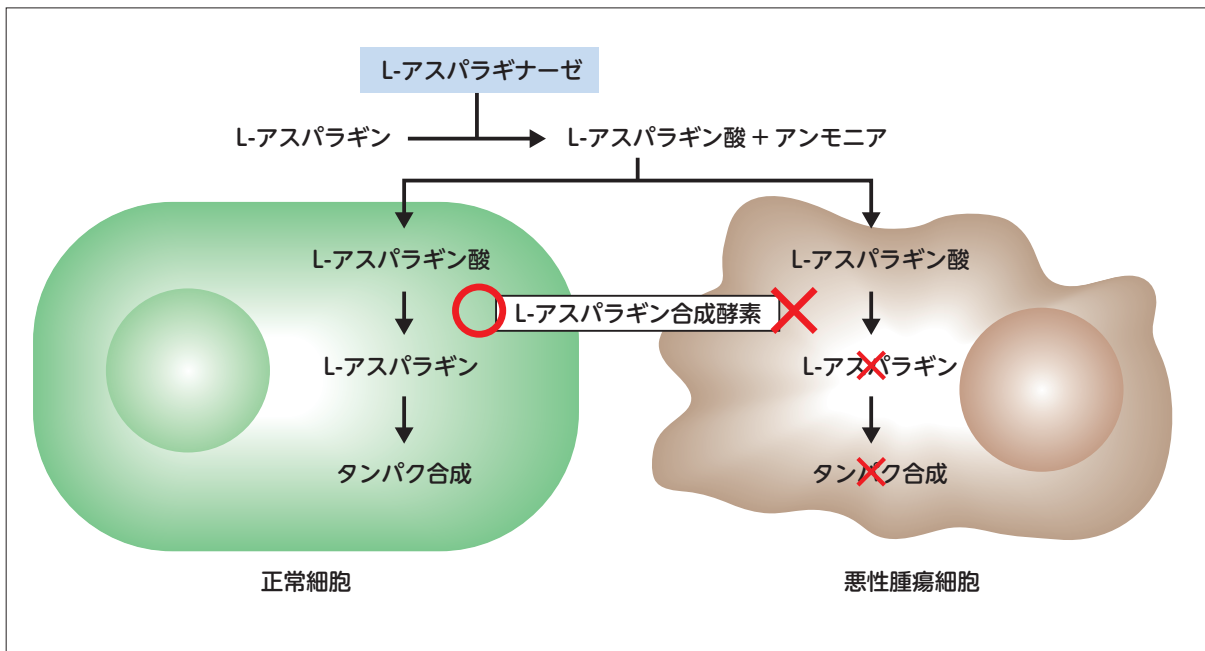 L-アスパラギナーゼ
L-アスパラギン
L-アスパラギン酸 + アンモニア
L-アスパラギン酸
L-アスパラギン酸
L-アスパラギン合成酵素
L-アスパラギン
L-アスパラギン
タンパク合成
タンパク合成
正常細胞
悪性腫瘍細胞